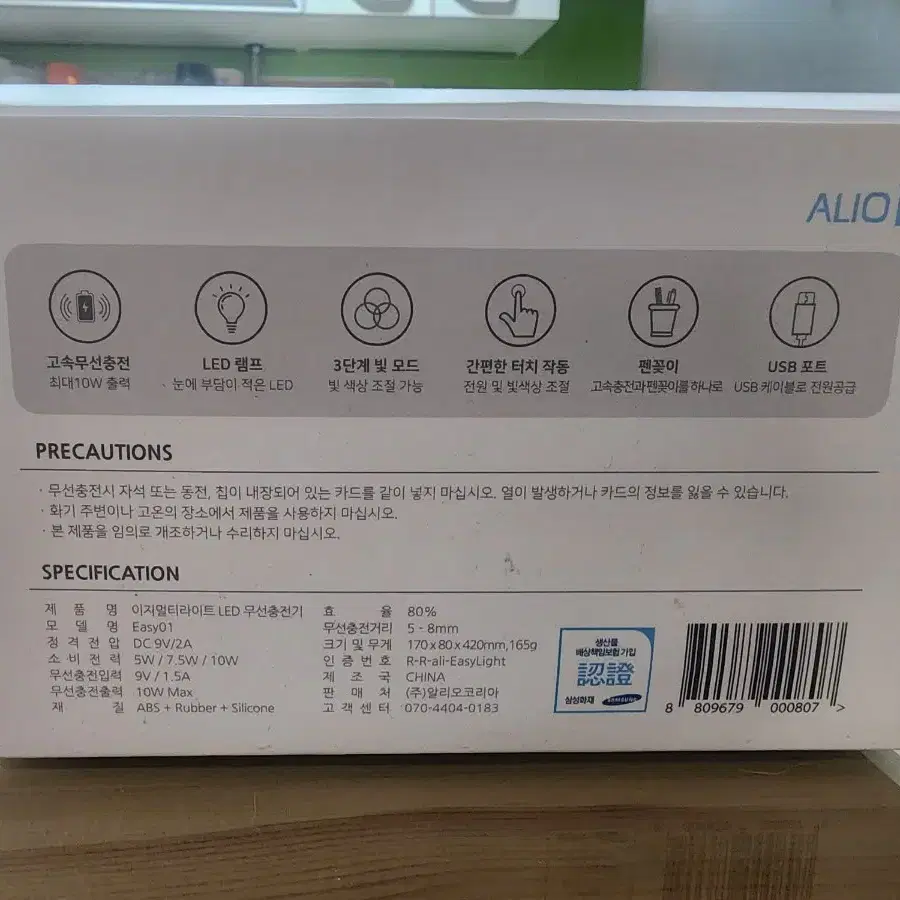 ALIO
고속무선충전
최대10W 출력
LED 램프
눈에 부담이 적은 LED
3단계 빛 모드
빛 색상 조절 가능
간편한 터치 작동
전원 및 빛색상 조절
펜꽂이
고속충전과 펜꽂이를 하나로
USB 포트
USB 케이블로 전원공급
PRECAUTIONS
· 무선충전시 자석 또는 동전, 칩이 내장되어 있는 카드를 같이 넣지 마십시오. 열이 발생하거나 카드의 정보를 잃을 수 있습니다.
· 화기 주변이나 고온의 장소에서 제품을 사용하지 마십시오.
· 본 제품을 임의로 개조하거나 수리하지 마십시오.
SPECIFICATION
제 품 명 이지멀티라이트 LED 무선충전기
모 델 명 Easy01
정 격 전 압 DC 9V/2A
소 비 전 력 5W / 7.5W / 10W
무선충전입력 9V / 1.5A
무선충전출력 10W Max
재 질 ABS + Rubber + Silicone
효 율 80%
무선충전거리 5 - 8mm
크기 및 무게 170 x 80 x 420mm, 165g
인 증 번 호 R-R-ali-EasyLight
제 조 국 CHINA
판 매 처 (주)알리오코리아
고 객 센 터 070-4404-0183
생산물
배상책임보험 가입
認證
삼성화재 SAMSUNG
8 809679 000807 >